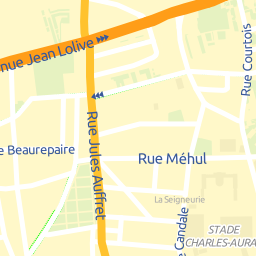 nue Jean Lolive
Rue Courtois
Rue Jules Auffret
e Beaurepaire
Rue Méhul
La Seigneurie
e Candale
STADE
CHARLES-AURA